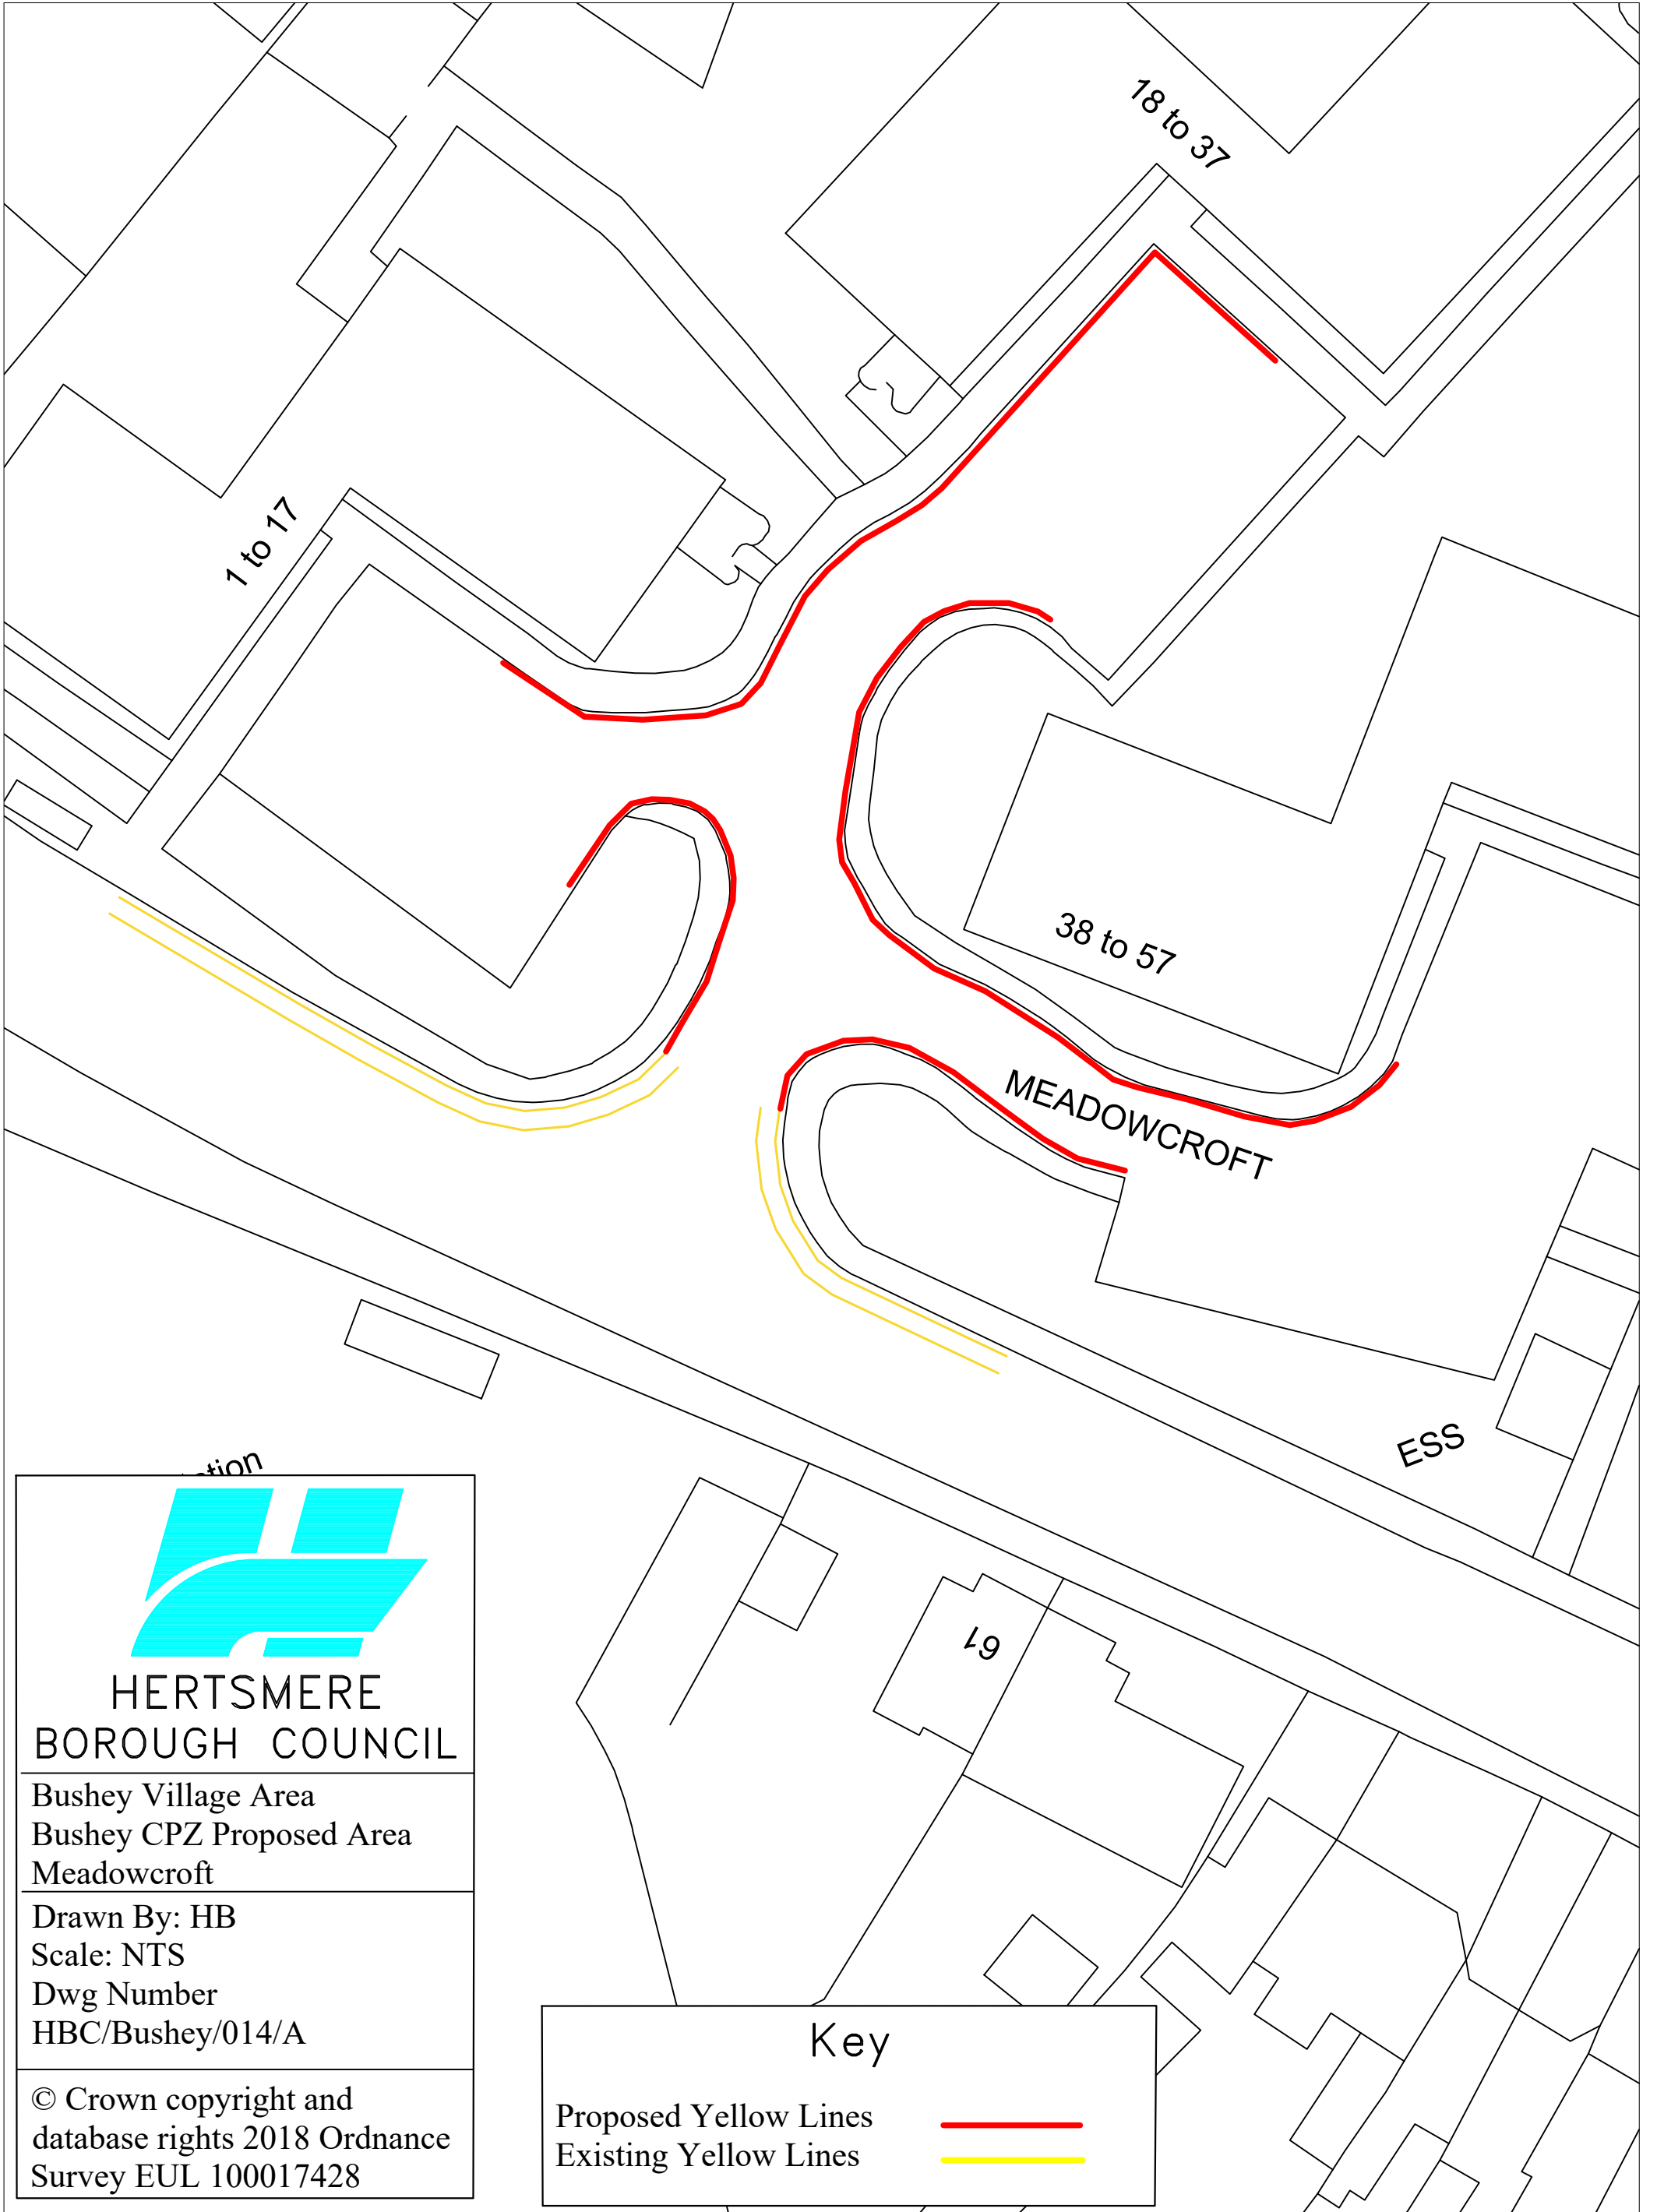 18 to 37
1 to 17
38 to 57
MEADOWCROFT
ESS
61
HERTSMERE
BOROUGH COUNCIL
Bushey Village Area
Bushey CPZ Proposed Area
Meadowcroft
Drawn By: HB
Scale: NTS
Dwg Number
HBC/Bushey/014/A
© Crown copyright and
database rights 2018 Ordnance
Survey EUL 100017428
Key
Proposed Yellow Lines
Existing Yellow Lines